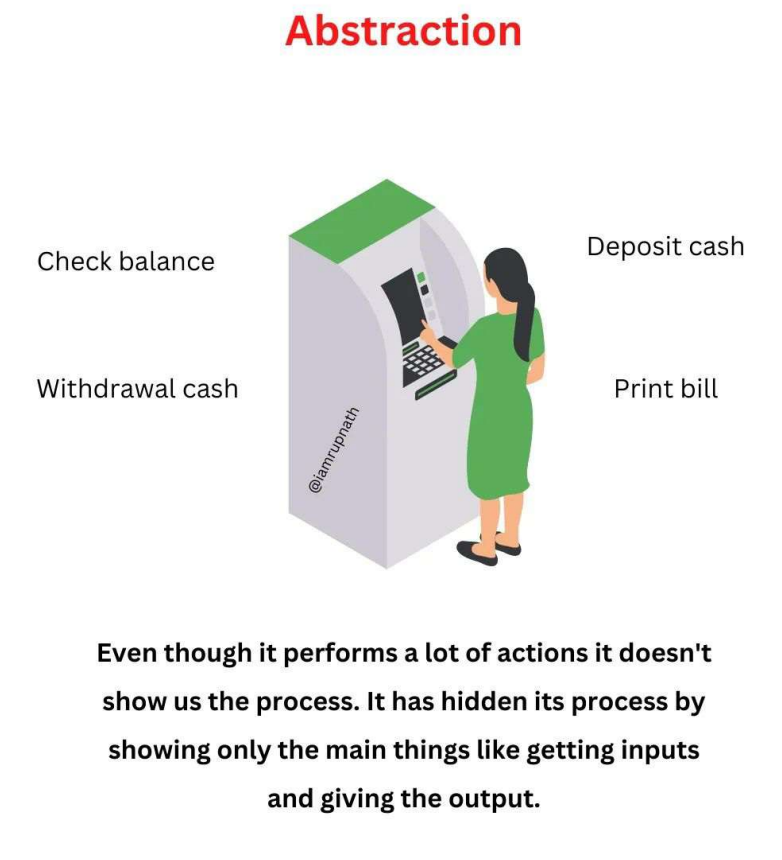 Abstraction
Check balance
Deposit cash
Withdrawal cash
Print bill
@iamrupnath
Even though it performs a lot of actions it doesn't
show us the process. It has hidden its process by
showing only the main things like getting inputs
and giving the output.